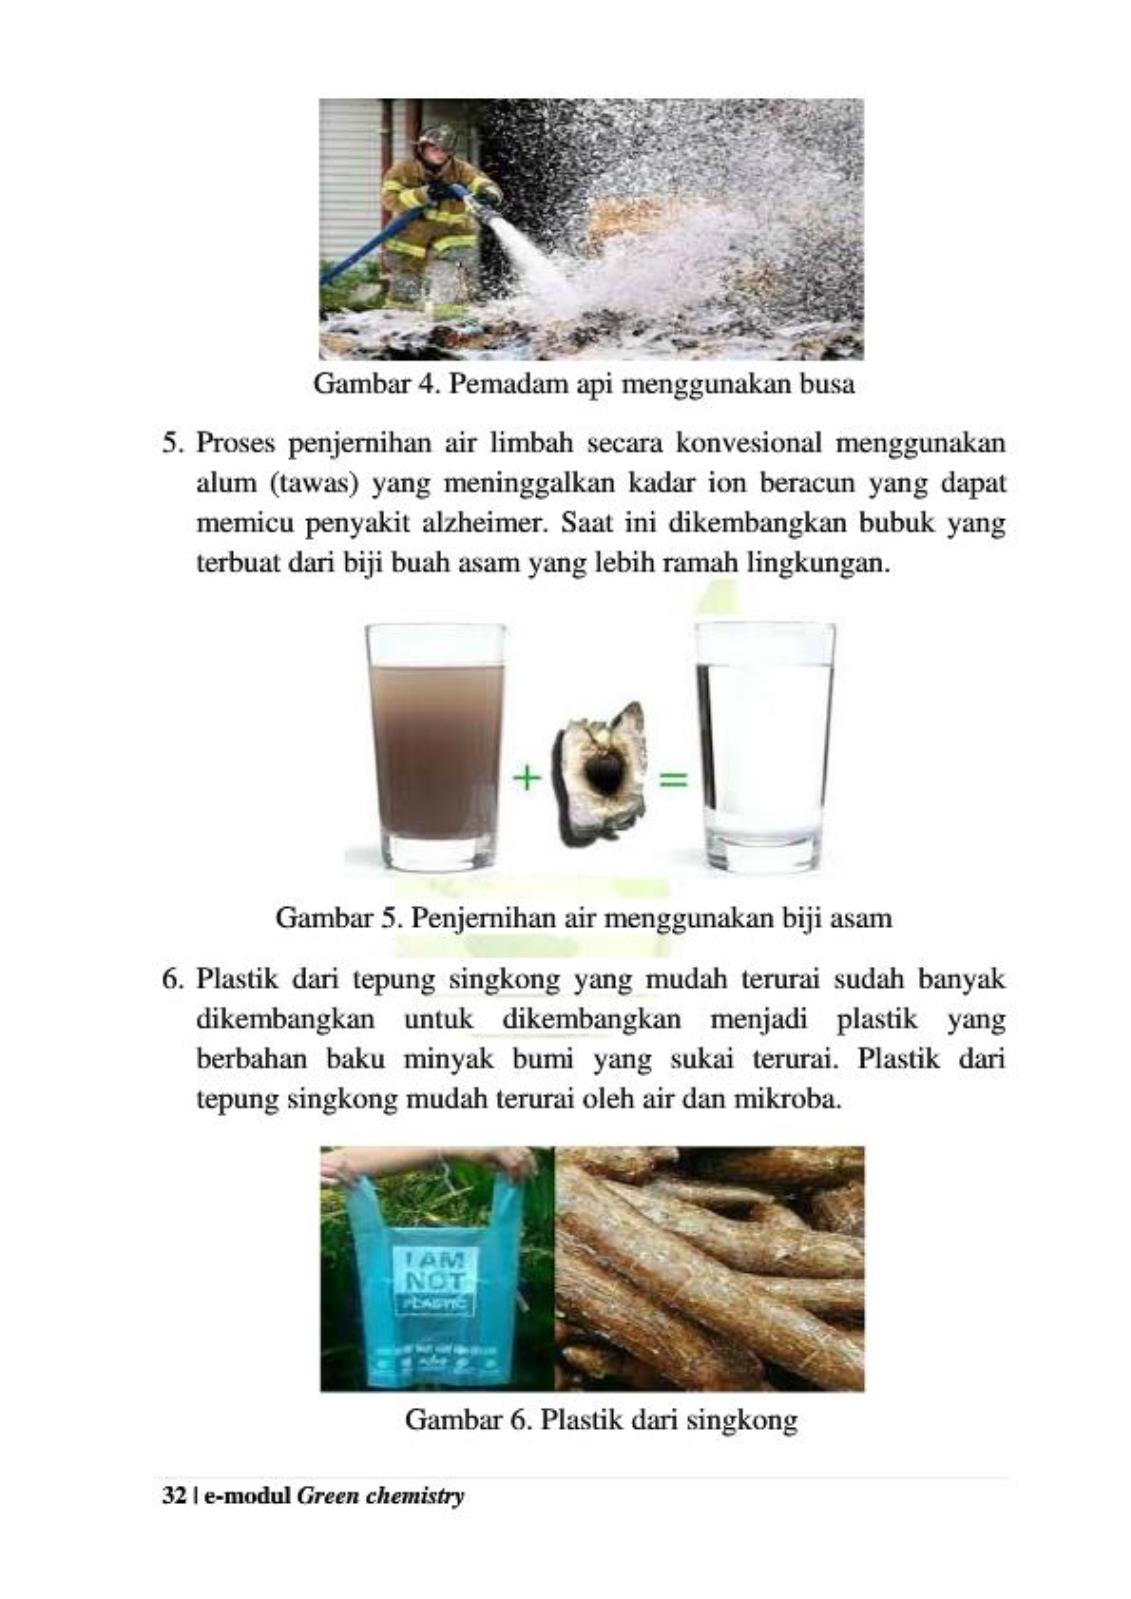 Gambar 4. Pemadam api menggunakan busa
5. Proses penjernihan air limbah secara konvesional menggunakan
alum (tawas) yang meninggalkan kadar ion beracun yang dapat
memicu penyakit alzheimer. Saat ini dikembangkan bubuk yang
terbuat dari biji buah asam yang lebih ramah lingkungan.
+
=
Gambar 5. Penjernihan air menggunakan biji asam
6. Plastik dari tepung singkong yang mudah terurai sudah banyak
dikembangkan untuk dikembangkan menjadi plastik yang
berbahan baku minyak bumi yang sukai terurai. Plastik dari
tepung singkong mudah terurai oleh air dan mikroba.
I AM
NOT
PLASTIC
Gambar 6. Plastik dari singkong
32 | e-modul Green chemistry